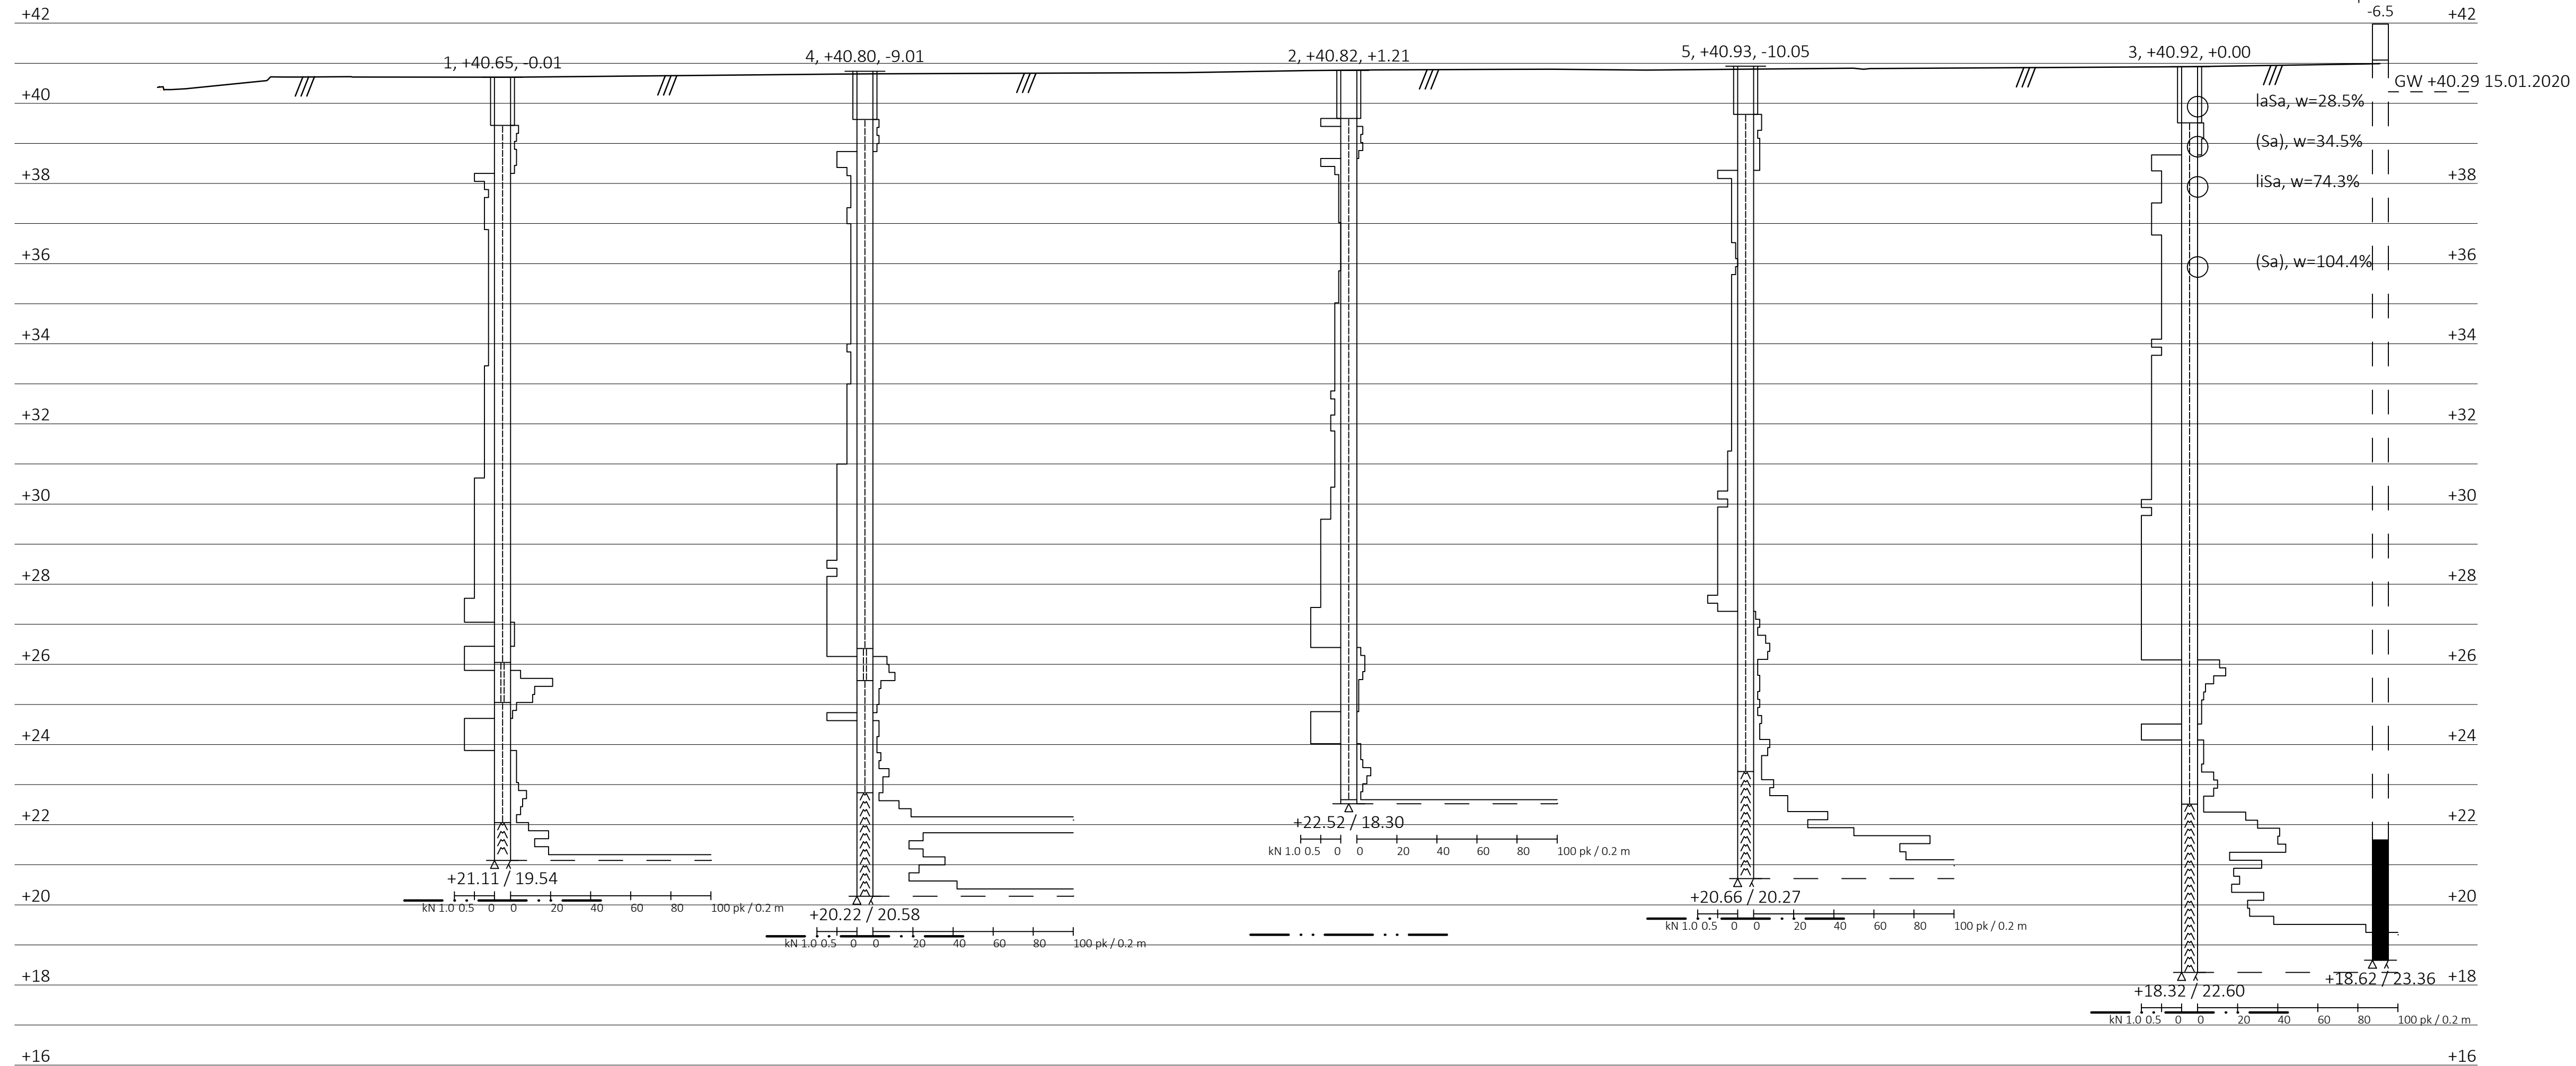 -6.5
+42 +42
1, +40.65, -0.01
4, +40.80, -9.01
2, +40.82, +1.21
5, +40.93, -10.05
3, +40.92, +0.00
GW +40.29 15.01.2020
+40
laSa, w=28.5%
(Sa), w=34.5%
+38 +38
liSa, w=74.3%
+36 +36
(Sa), w=104.4%
+34 +34
+32 +32
+30 +30
+28 +28
+26 +26
+24 +24
+22 +22
+22.52 / 18.30
kN 1.0 0.5 0 0 20 40 60 80 100 pk / 0.2 m
+21.11 / 19.54
kN 1.0 0.5 0 0 20 40 60 80 100 pk / 0.2 m
+20 +20
+20.66 / 20.27
kN 1.0 0.5 0 0 20 40 60 80 100 pk / 0.2 m
+20.22 / 20.58
kN 1.0 0.5 0 0 20 40 60 80 100 pk / 0.2 m
+18 +18
+18.62 / 23.36
+18.32 / 22.60
kN 1.0 0.5 0 0 20 40 60 80 100 pk / 0.2 m
+16 +16